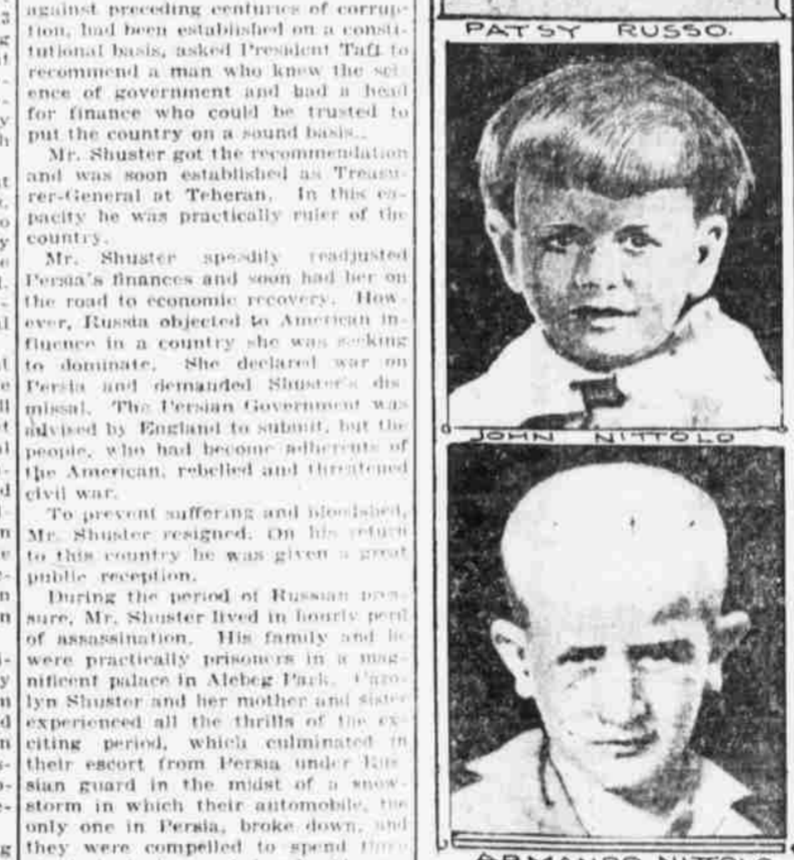 against preceding centuries of corrup-
tion, had been established on a consti-
tutional basis, asked President Taft to
recommend a man who knew the sci-
ence of government and had a head
for finance who could be trusted to
put the country on a sound basis..
Mr. Shuster got the recommendation
and was soon established as Treasu-
rer-General at Teheran. In this ca-
pacity he was practically ruler of the
country.
Mr. Shuster speedily readjusted
Persia's finances and soon had her on
the road to economic recovery. How-
ever, Russia objected to American in-
fluence in a country she was seeking
to dominate. She declared war on
Persia and demanded Shuster's dis-
missal. The Persian Government was
advised by England to submit, but the
people, who had become adherents of
the American, rebelled and threatened
civil war.
To prevent suffering and bloodshed,
Mr. Shuster resigned. On his return
to this country he was given a great
public reception.
During the period of Russian pres-
sure, Mr. Shuster lived in hourly peril
of assassination. His family and he
were practically prisoners in a mag-
nificent palace in Atebeg Park. Caro-
lyn Shuster and her mother and sister
experienced all the thrills of the ex-
citing period, which culminated in
their escort from Persia under Rus-
sian guard in the midst of a snow-
storm in which their automobile, the
only one in Persia, broke down, and
they were compelled to spend three
PATSY RUSSO.
JOHN NITTOLO